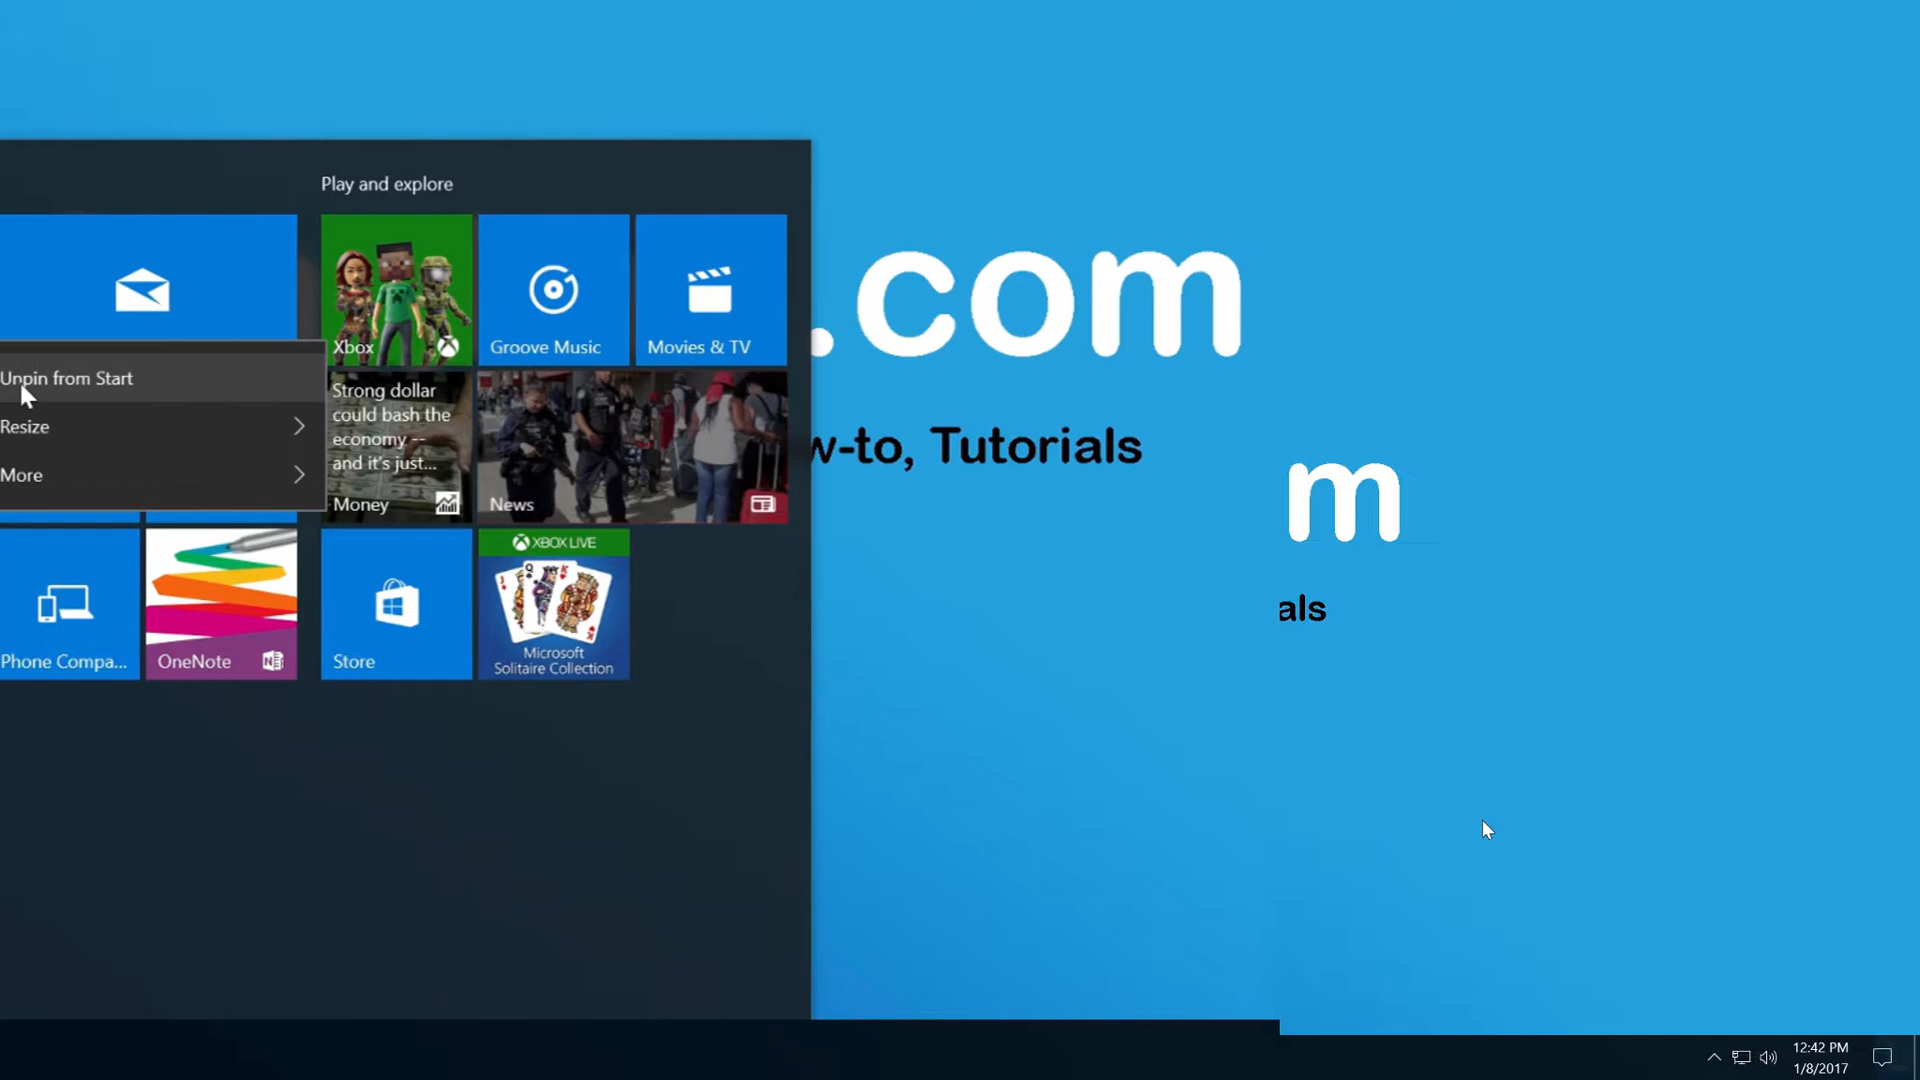 Play and explore
Xbox
Groove Music
Movies & TV
.com
Unpin from Start
Resize
More
Strong dollar
could bash the
economy --
and it's just...
Money
News
w-to, Tutorials
m
als
Phone Compa...
OneNote
Store
XBOX LIVE
J
Q
K
Microsoft
Solitaire Collection
12:42 PM
1/8/2017